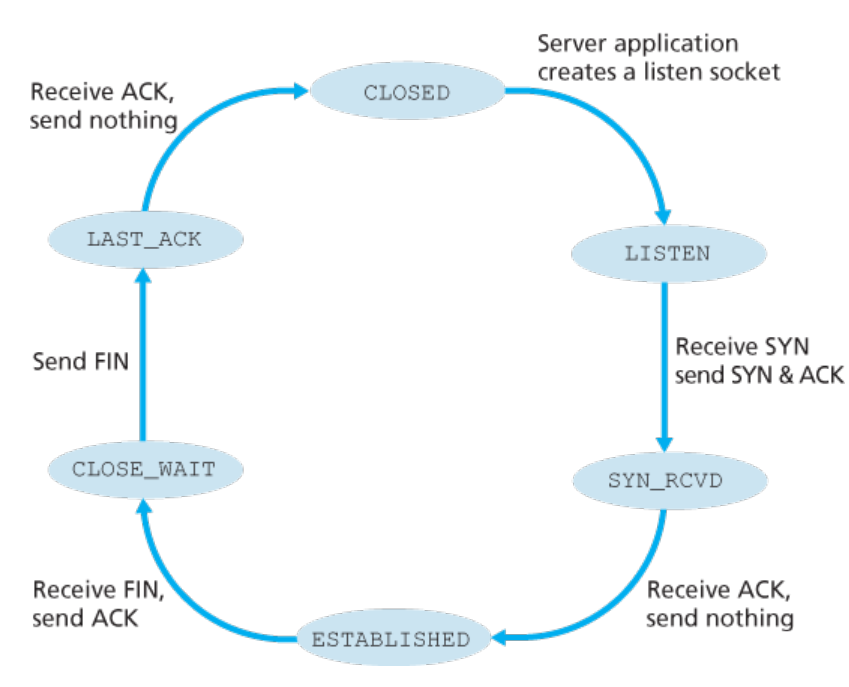 Server application
creates a listen socket
Receive ACK,
send nothing
CLOSED
LAST_ACK
LISTEN
Send FIN
Receive SYN
send SYN & ACK
CLOSE_WAIT
SYN_RCVD
Receive FIN,
send ACK
Receive ACK,
send nothing
ESTABLISHED